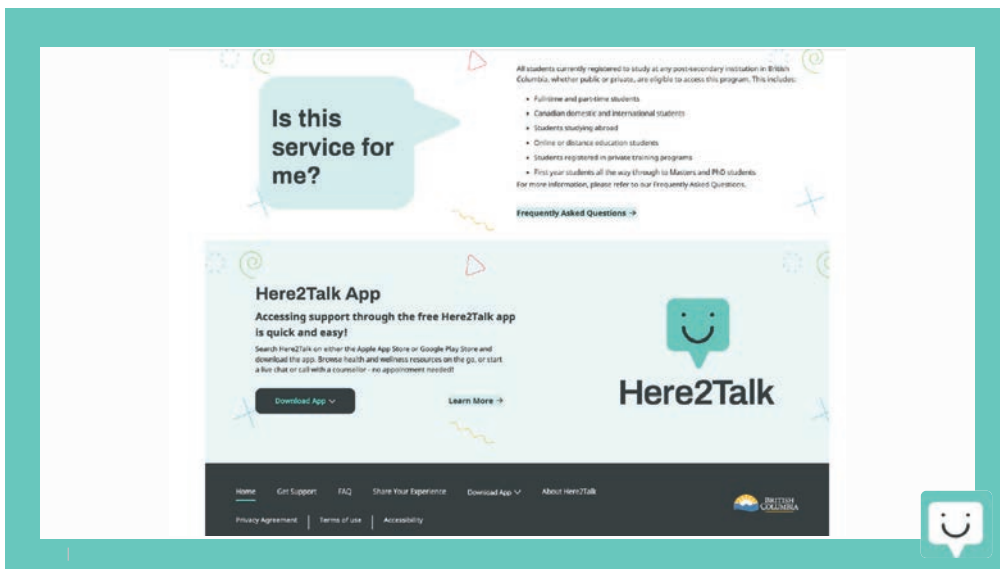 Is this
service for
me?
All students currently registered to study at any post-secondary institution in British
Columbia, whether public or private, are eligible to access this program. This includes:
• Full-time and part-time students
• Canadian domestic and international students
• Students studying abroad
• Online or distance education students
• Students registered in private training programs
• First year students all the way through to Masters and PhD students
For more information, please refer to our Frequently Asked Questions.
Frequently Asked Questions →
Here2Talk App
Accessing support through the free Here2Talk app
is quick and easy!
Search Here2Talk on either the Apple App Store or Google Play Store and
download the app. Browse health and wellness resources on the go, or start
a live chat or call with a counsellor - no appointment needed!
Download App
Learn More →
Here2Talk
Home Get Support FAQ Share Your Experience Download App About Here2Talk
BRITISH
COLUMBIA
Privacy Agreement | Terms of use | Accessibility